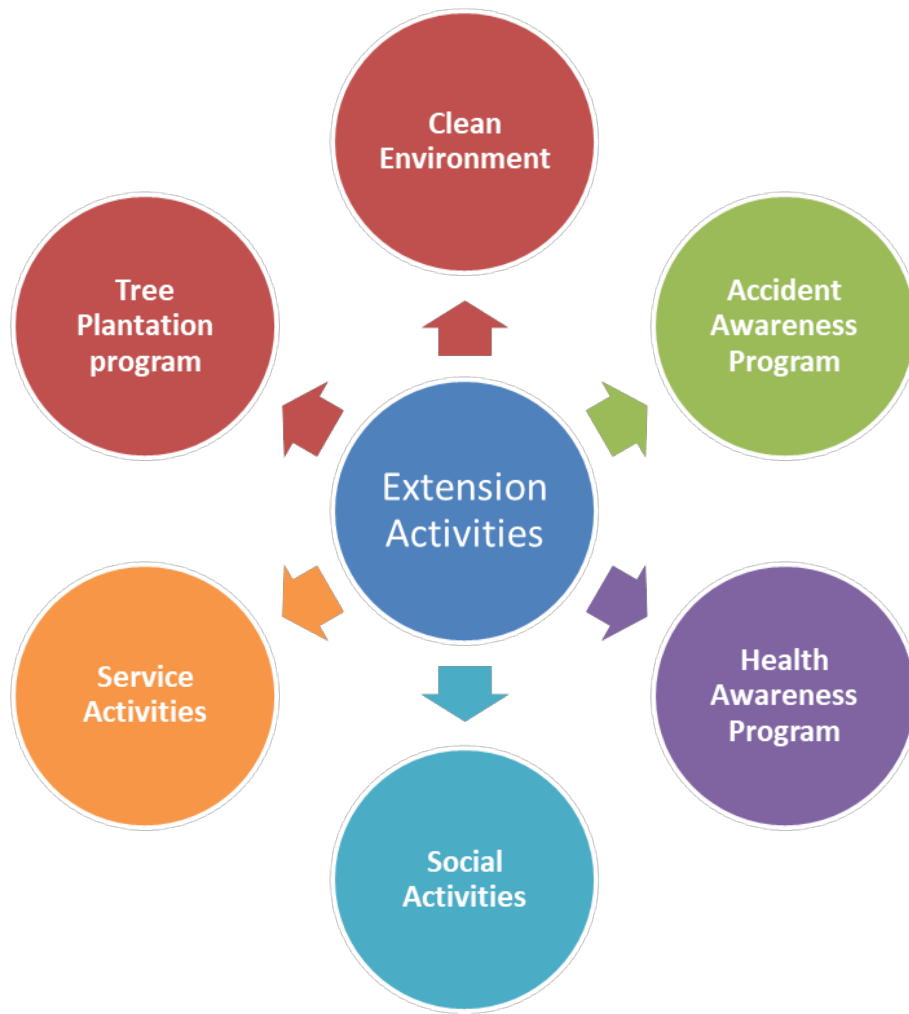 Clean
Environment
Accident
Awareness
Program
Health
Awareness
Program
Social
Activities
Service
Activities
Tree
Plantation
program
Extension
Activities